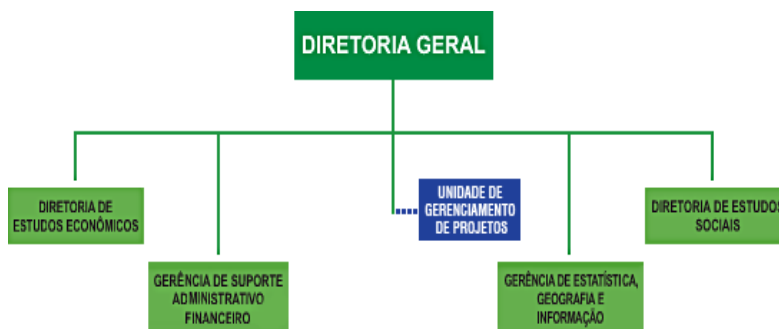 DIRETORIA GERAL
DIRETORIA DE
ESTUDOS ECONÔMICOS
UNIDADE DE
GERENCIAMENTO
DE PROJETOS
DIRETORIA DE ESTUDOS
SOCIAIS
GERÊNCIA DE SUPORTE
ADMINISTRATIVO
FINANCEIRO
GERÊNCIA DE ESTATÍSTICA,
GEOGRAFIA E
INFORMAÇÃO